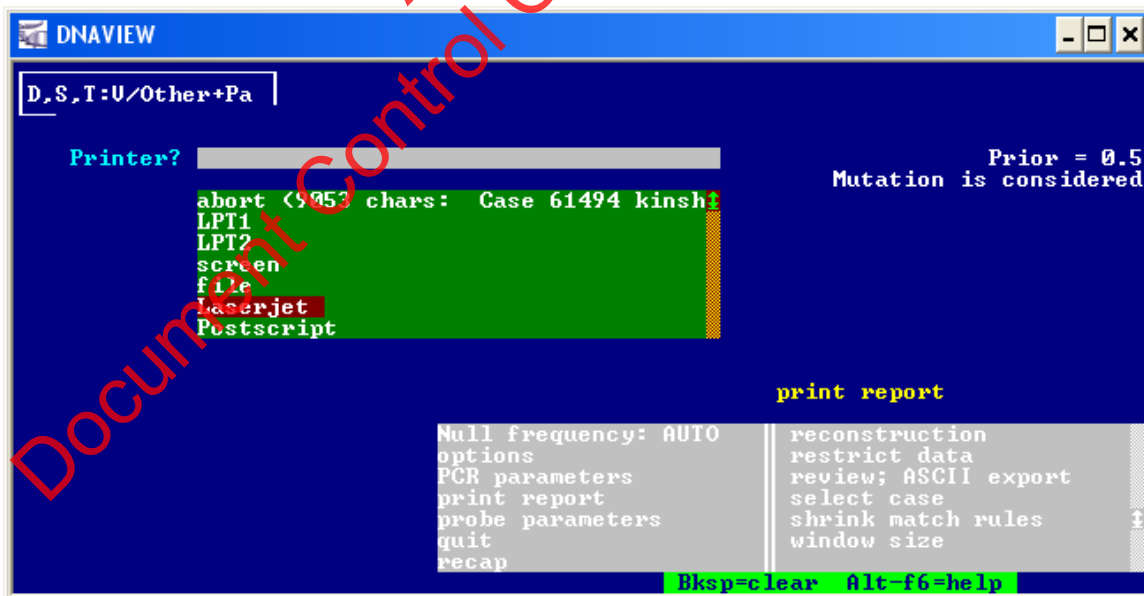 DNAVIEW
D,S,T:V/Other+Pa
Printer?
Prior = 0.5
Mutation is considered
abort (9053 chars: Case 61494 kinsh
LPT1
LPT2
screen
file
Laserjet
Postscript
print report
Null frequency: AUTO
options
PCR parameters
print report
probe parameters
quit
recap
reconstruction
restrict data
review; ASCII export
select case
shrink match rules
window size
Bksp=clear Alt-f6=help
Document Control